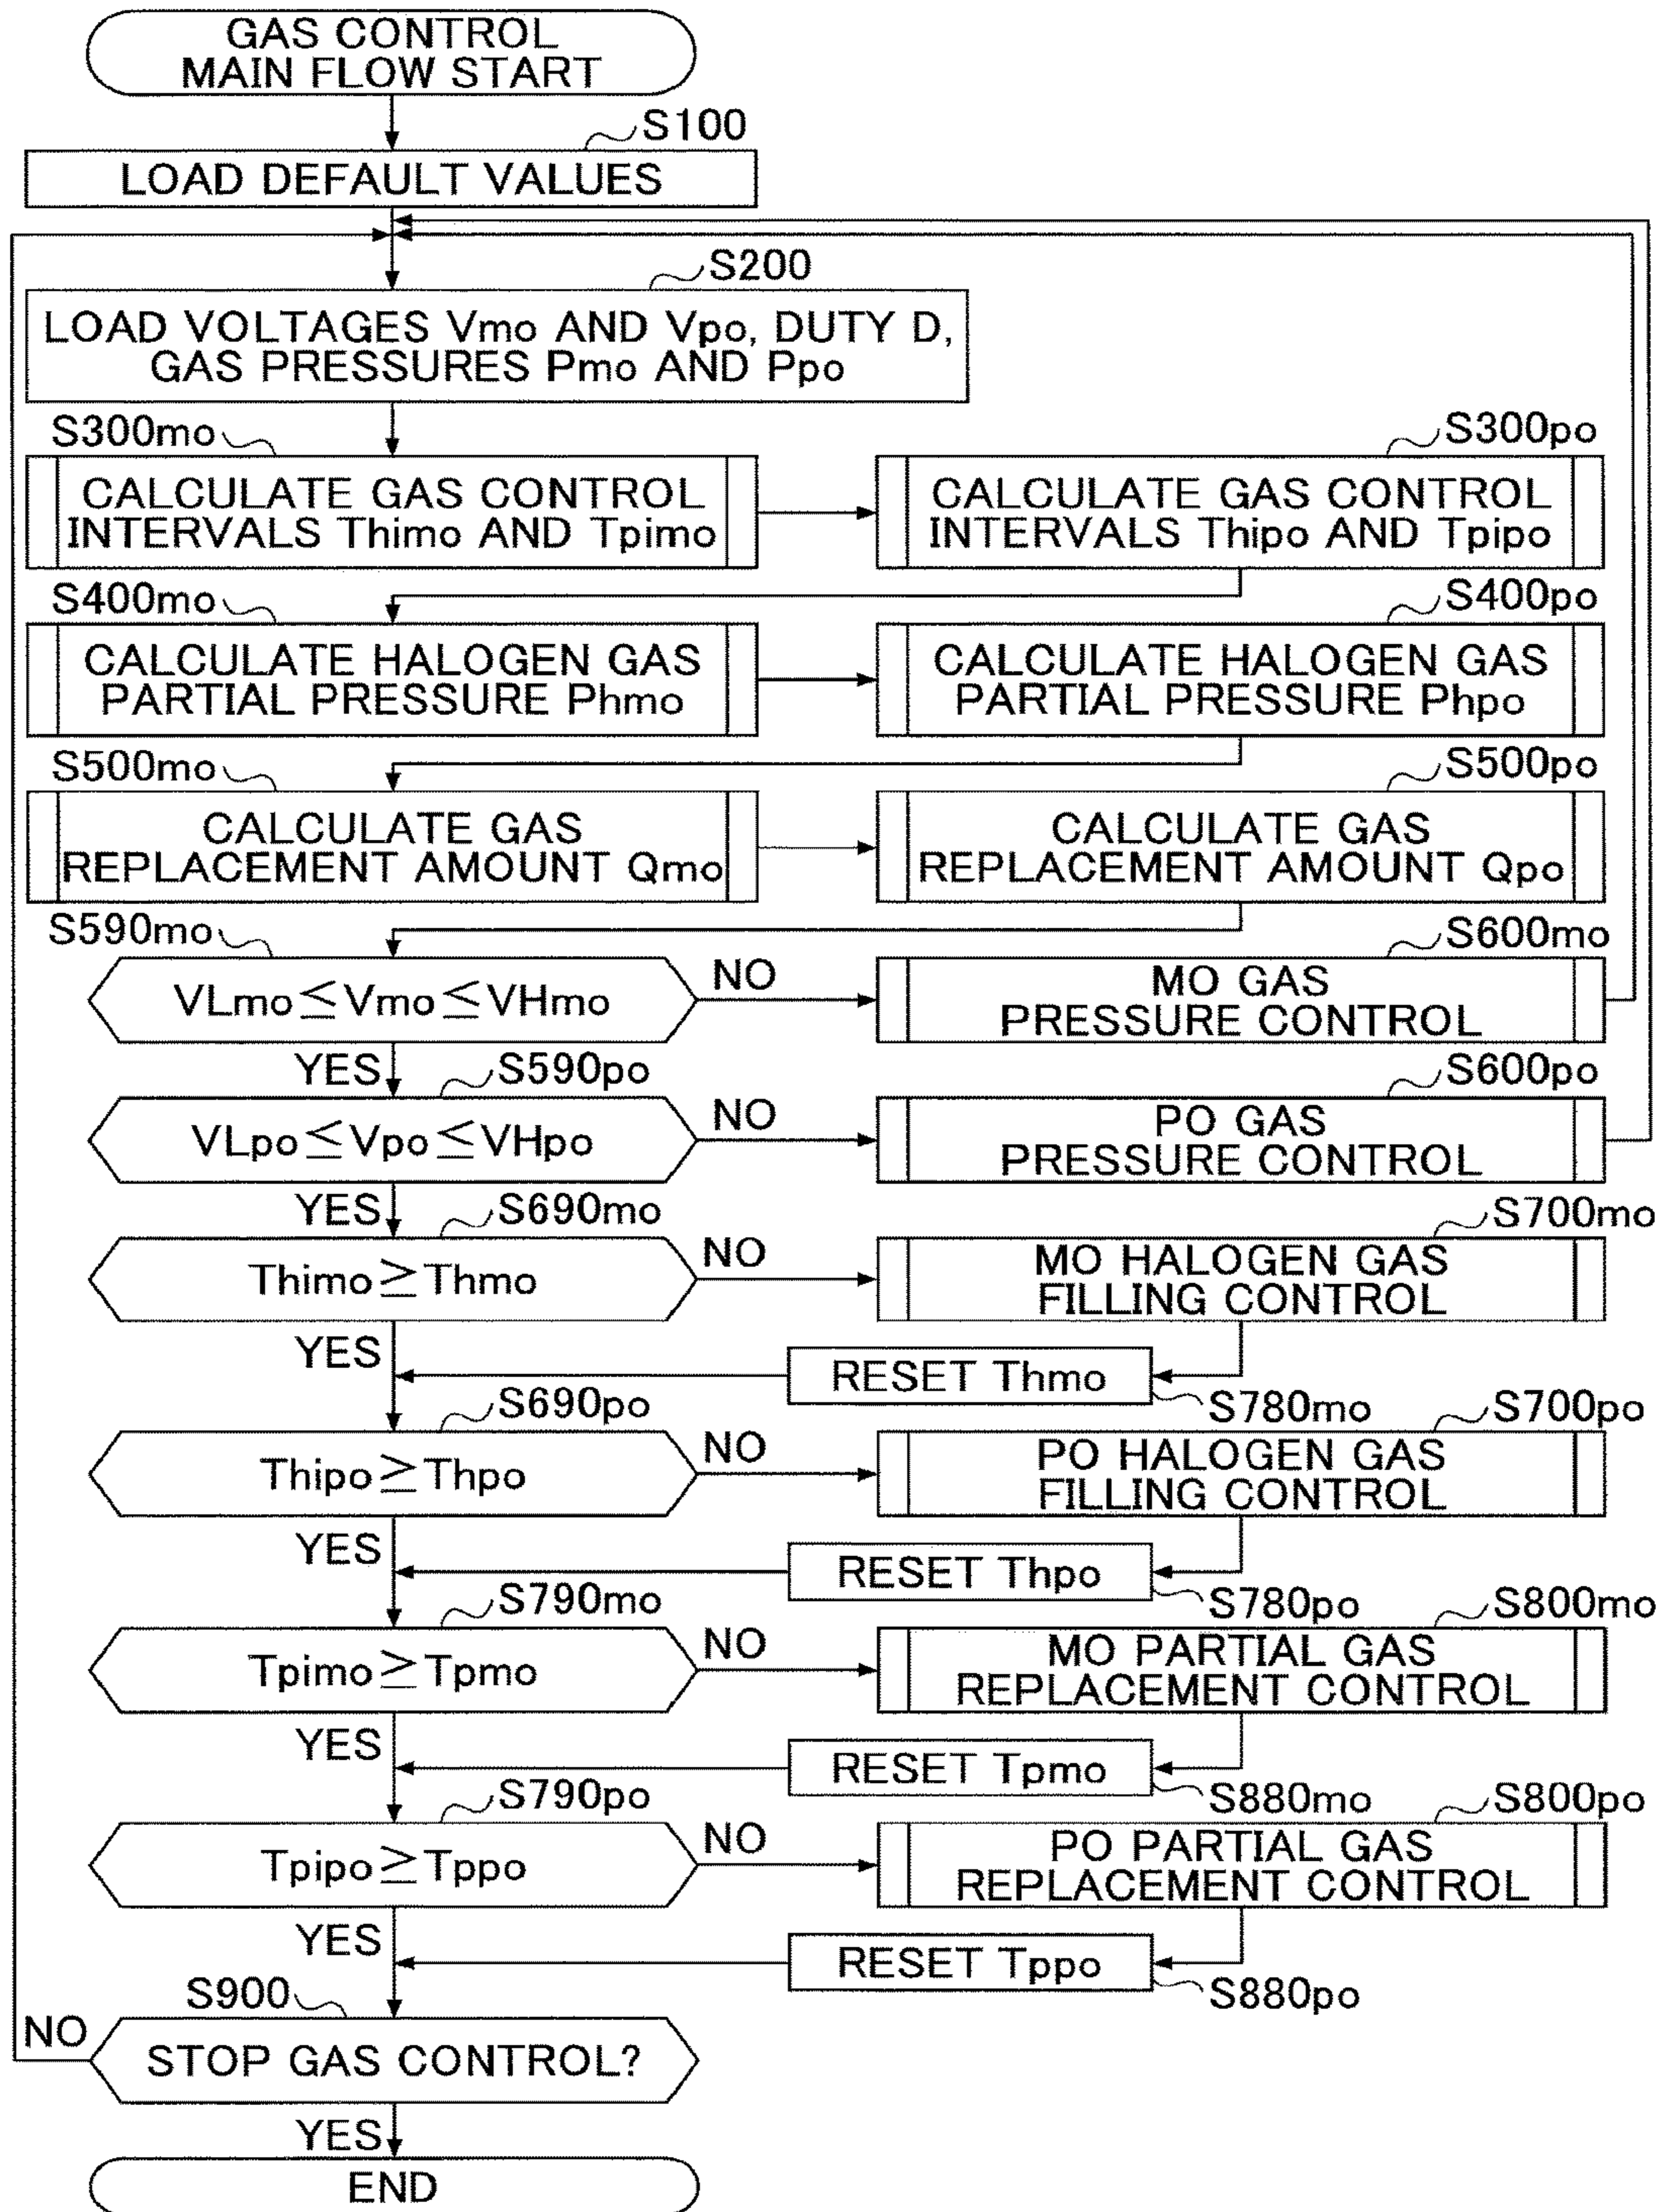 GAS CONTROL
MAIN FLOW START
S100
LOAD DEFAULT VALUES
S200
LOAD VOLTAGES Vmo AND Vpo, DUTY D,
GAS PRESSURES Pmo AND Ppo
S300mo
CALCULATE GAS CONTROL
INTERVALS Thimo AND Tpimo
S300po
CALCULATE GAS CONTROL
INTERVALS Thipo AND Tpipo
S400mo
CALCULATE HALOGEN GAS
PARTIAL PRESSURE Phmo
S400po
CALCULATE HALOGEN GAS
PARTIAL PRESSURE Phpo
S500mo
CALCULATE GAS
REPLACEMENT AMOUNT Qmo
S500po
CALCULATE GAS
REPLACEMENT AMOUNT Qpo
S590mo
VLmo≦Vmo≦VHmo
NO
S600mo
MO GAS
PRESSURE CONTROL
YES
S590po
VLpo≦Vpo≦VHpo
NO
S600po
PO GAS
PRESSURE CONTROL
YES
S690mo
Thimo≧Thmo
NO
S700mo
MO HALOGEN GAS
FILLING CONTROL
YES
RESET Thmo
S780mo
S690po
Thipo≧Thpo
NO
S700po
PO HALOGEN GAS
FILLING CONTROL
YES
RESET Thpo
S780po
S790mo
Tpimo≧Tpmo
NO
S800mo
MO PARTIAL GAS
REPLACEMENT CONTROL
YES
RESET Tpmo
S880mo
S790po
Tpipo≧Tppo
NO
S800po
PO PARTIAL GAS
REPLACEMENT CONTROL
YES
RESET Tppo
S880po
S900
NO
STOP GAS CONTROL?
YES
END